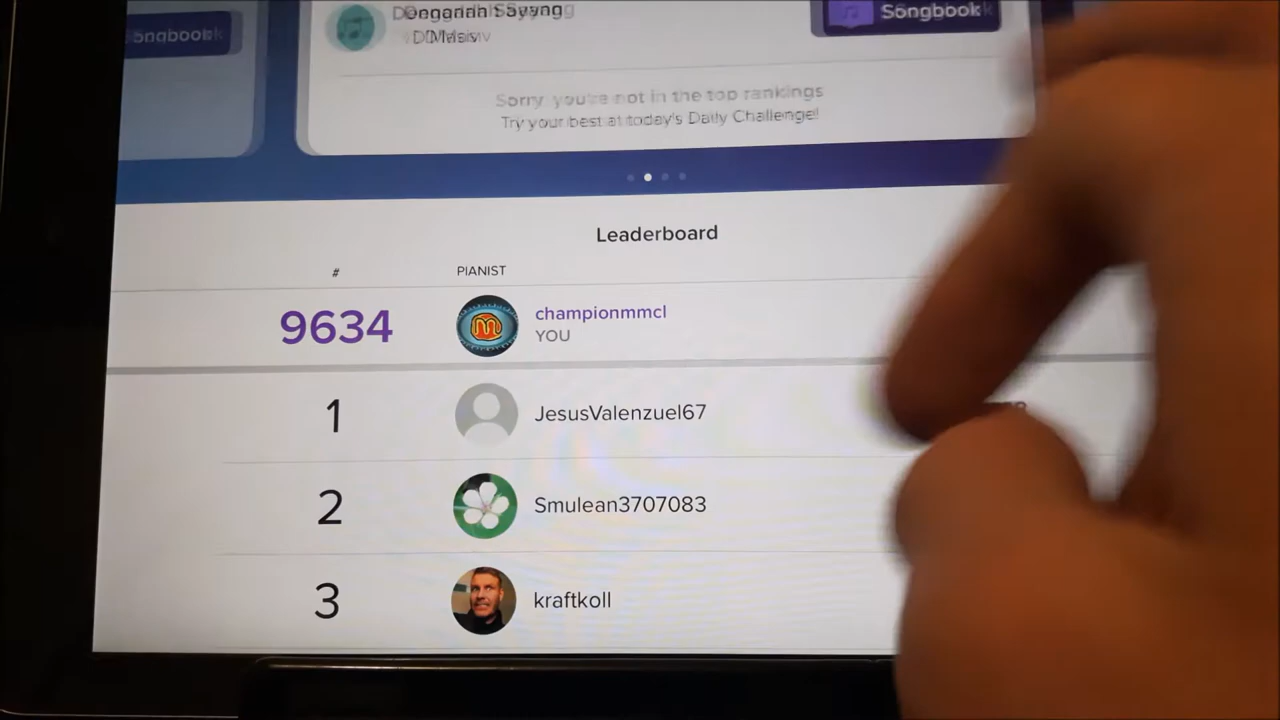 Songbook
Songbook
Sorry, you're not in the top rankings
Try your best at today's Daily Challenge!
Leaderboard
#
PIANIST
9634
championmmcl
YOU
1
JesusValenzuel67
2
Smulean3707083
3
kraftkoll